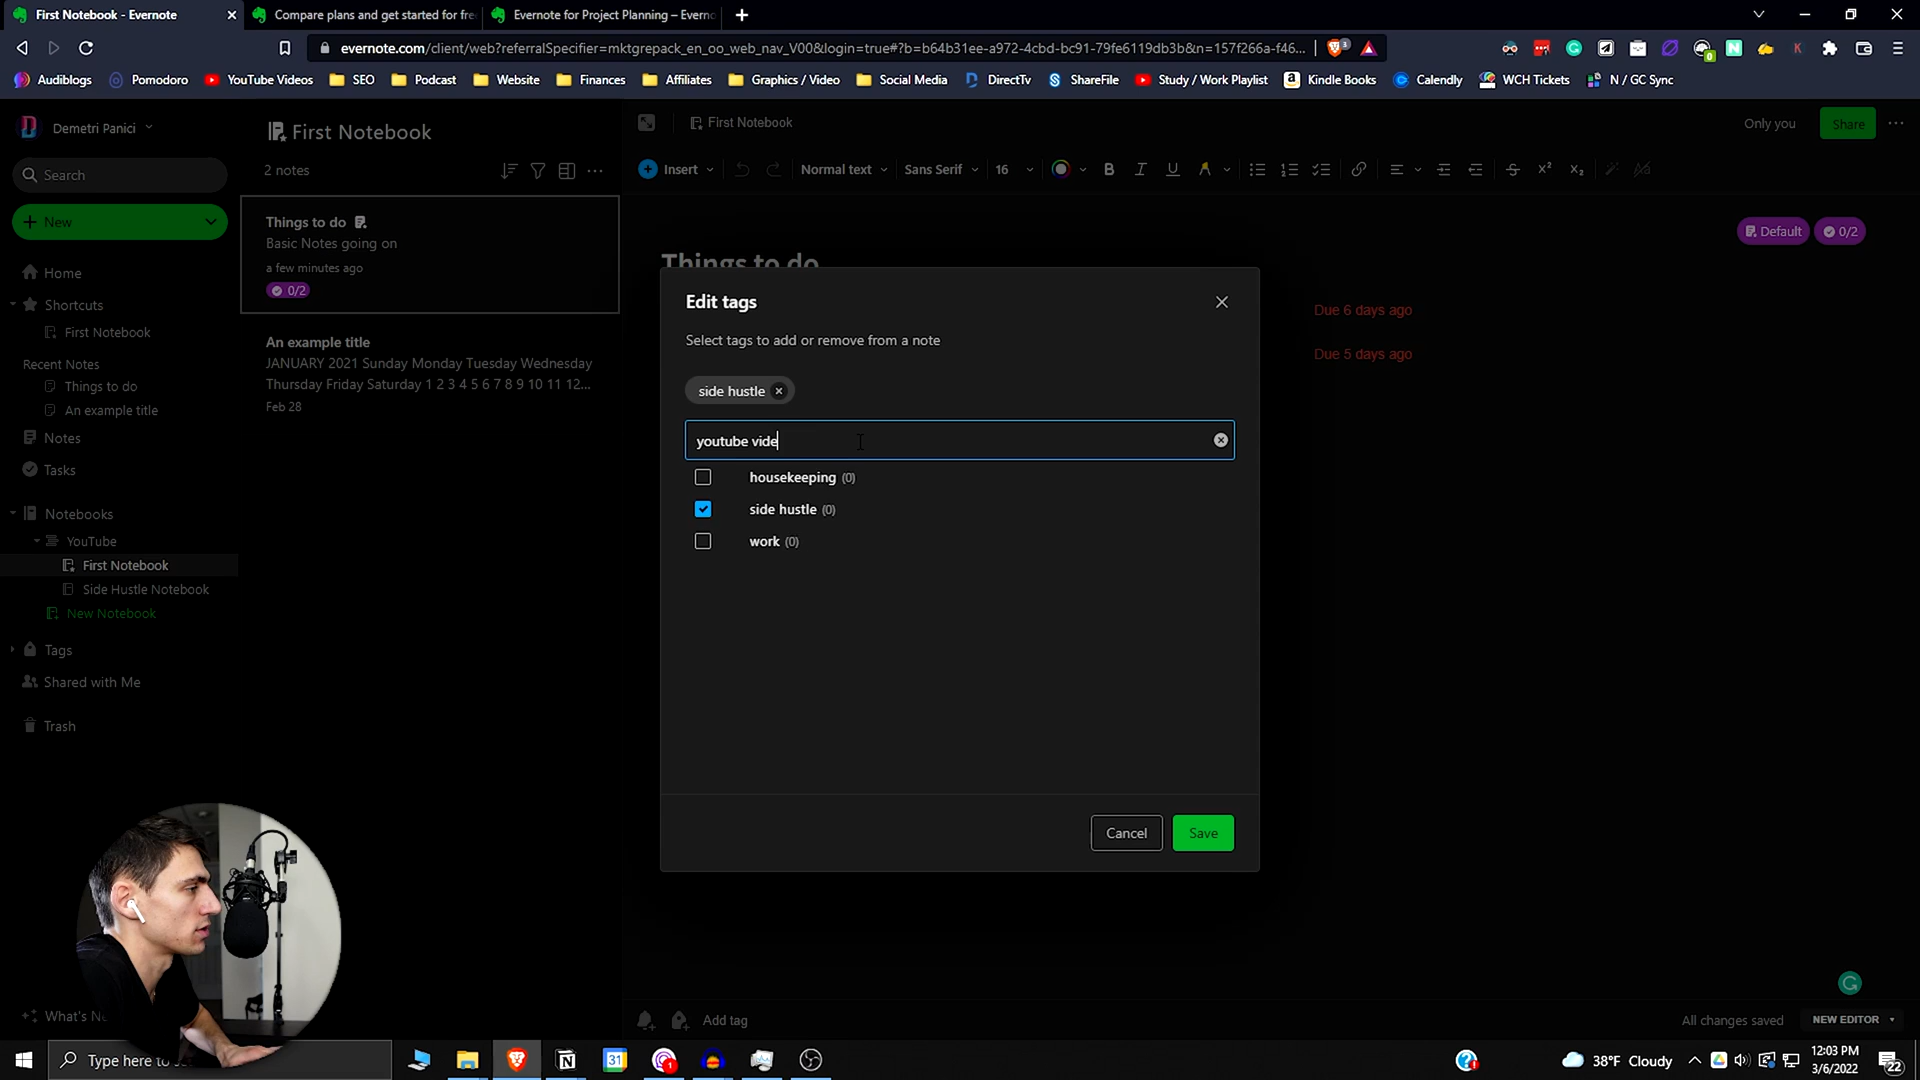 First Notebook - Evernote
Compare plans and get started for fre
Evernote for Project Planning – Everno
evernote.com/client/web?referralSpecifier=mktgrepack_en_oo_web_nav_V00&login=true#?b=b64b31ee-a972-4cbd-bc91-79fe6119db3b&n=157f266a-f46...
Audiblogs
Pomodoro
YouTube Videos
SEO
Podcast
Website
Finances
Affiliates
Graphics / Video
Social Media
DirectTv
ShareFile
Study / Work Playlist
Kindle Books
Calendly
WCH Tickets
N / GC Sync
Demetri Panici
Search
New
Home
Shortcuts
First Notebook
Recent Notes
Things to do
An example title
Notes
Tasks
Notebooks
YouTube
First Notebook
Side Hustle Notebook
New Notebook
Tags
Shared with Me
Trash
What's Ne
First Notebook
2 notes
Things to do
Basic Notes going on
a few minutes ago
0/2
An example title
JANUARY 2021 Sunday Monday Tuesday Wednesday
Thursday Friday Saturday 1 2 3 4 5 6 7 8 9 10 11 12...
Feb 28
First Notebook
Only you
Share
Insert
Normal text
Sans Serif
16
Default
0/2
Things to do
Due 6 days ago
Due 5 days ago
Edit tags
Select tags to add or remove from a note
side hustle
youtube vide
housekeeping (0)
side hustle (0)
work (0)
Cancel
Save
Add tag
All changes saved
NEW EDITOR
Type here to
31
1
38°F Cloudy
12:03 PM
3/6/2022
22